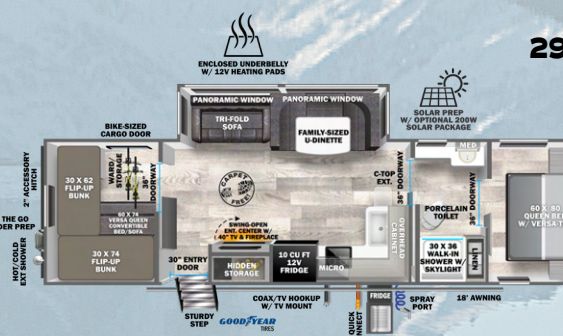 ENCLOSED UNDERBELLY
W/ 12V HEATING PADS
29
SOLAR PREP
W/ OPTIONAL 200W
SOLAR PACKAGE
PANORAMIC WINDOW
PANORAMIC WINDOW
TRI-FOLD
SOFA
FAMILY-SIZED
U-DINETTE
BIKE-SIZED
CARGO DOOR
2" ACCESSORY
HITCH
30 X 62
FLIP-UP
BUNK
WARD/
STORAGE
36"
DOORWAY
60 X 74
VERSA QUEEN
CONVERTIBLE
BED/SOFA
30 X 74
FLIP-UP
BUNK
THE GO
DER PREP
HOT/COLD
EXT SHOWER
CARPET
FREE
C-TOP
EXT.
36" DOORWAY
MED
PORCELAIN
TOILET
36" DOORWAY
60 X 80
QUEEN BED
W/ VERSA-T
SWING-OPEN
ENT. CENTER W/
40" TV & FIREPLACE
OVERHEAD
CABINET
30 X 36
WALK-IN
SHOWER W/
SKYLIGHT
LINEN
30" ENTRY
DOOR
HIDDEN
STORAGE
10 CU FT
12V
FRIDGE
MICRO
STURDY
STEP
GOODYEAR
TIRES
COAX/TV HOOKUP
W/ TV MOUNT
QUICK
NNECT
FRIDGE
SPRAY
PORT
18' AWNING